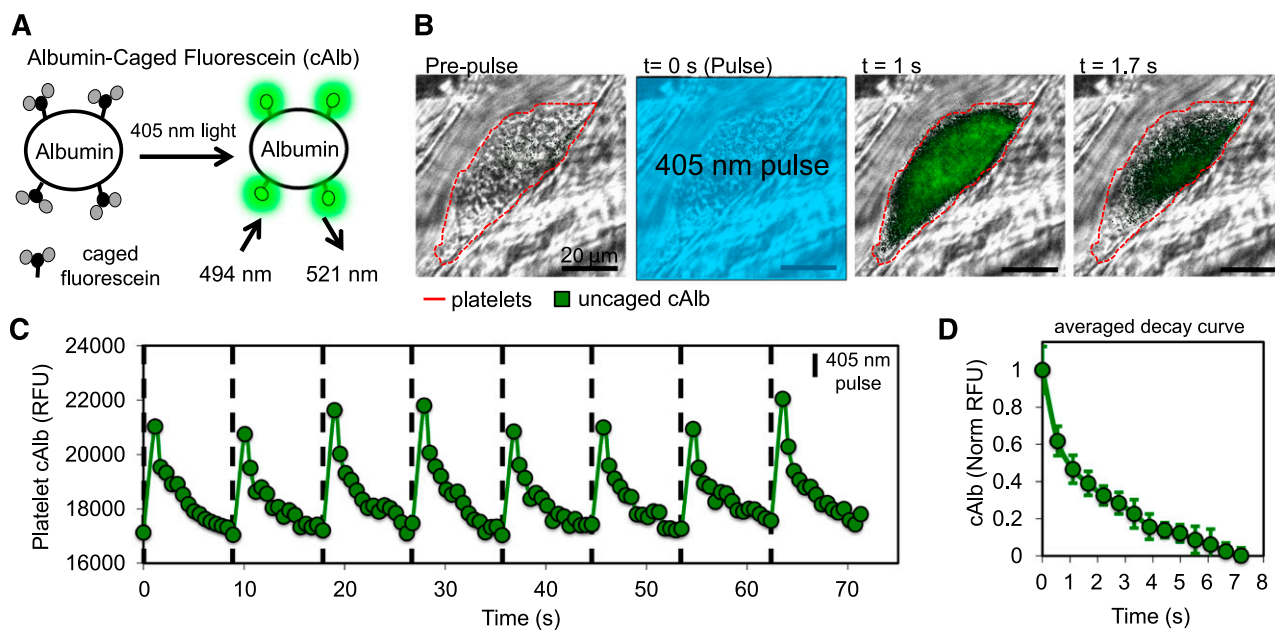 A
Albumin-Caged Fluorescein (cAlb)
Albumin
405 nm light
Albumin
caged
fluorescein
494 nm
521 nm
B
Pre-pulse
t= 0 s (Pulse)
t = 1 s
t = 1.7 s
405 nm pulse
20 µm
platelets
uncaged cAlb
C
Platelet cAlb (RFU)
24000
22000
20000
18000
16000
405 nm
pulse
0 10 20 30 40 50 60 70
Time (s)
D
averaged decay curve
cAlb (Norm RFU)
1
0.8
0.6
0.4
0.2
0
0 1 2 3 4 5 6 7 8
Time (s)